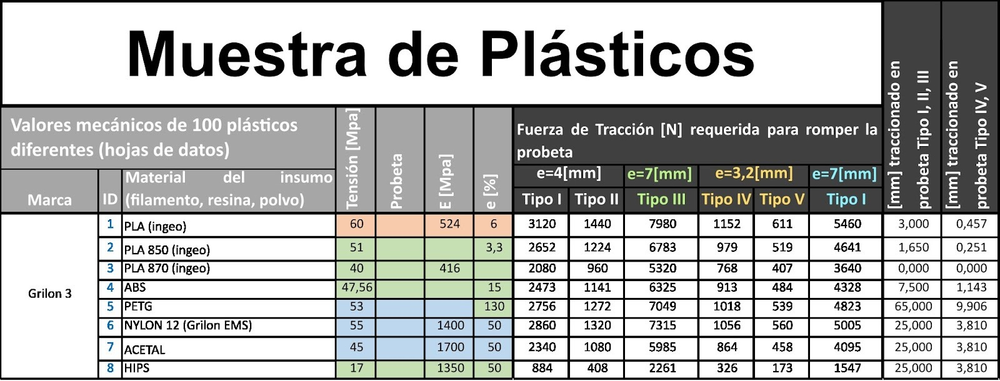 Muestra de Plásticos
Valores mecánicos de 100 plásticos
diferentes (hojas de datos)
Marca
ID
Material del insumo
(filamento, resina, polvo)
Tensión [Mpa]
Probeta
E [Mpa]
e [%]
Fuerza de Tracción [N] requerida para romper la
probeta
e=4[mm] e=7[mm] e=3,2[mm] e=7[mm]
Tipo I Tipo II Tipo III Tipo IV Tipo V Tipo I
[mm] traccionado en
probeta Tipo I, II, III
[mm] traccionado en
probeta Tipo IV, V
Grilon 3
1 PLA (ingeo) 60 524 6 3120 1440 7980 1152 611 5460 3,000 0,457
2 PLA 850 (ingeo) 51 3,3 2652 1224 6783 979 519 4641 1,650 0,251
3 PLA 870 (ingeo) 40 416 2080 960 5320 768 407 3640 0,000 0,000
4 ABS 47,56 15 2473 1141 6325 913 484 4328 7,500 1,143
5 PETG 53 130 2756 1272 7049 1018 539 4823 65,000 9,906
6 NYLON 12 (Grilon EMS) 55 1400 50 2860 1320 7315 1056 560 5005 25,000 3,810
7 ACETAL 45 1700 50 2340 1080 5985 864 458 4095 25,000 3,810
8 HIPS 17 1350 50 884 408 2261 326 173 1547 25,000 3,810